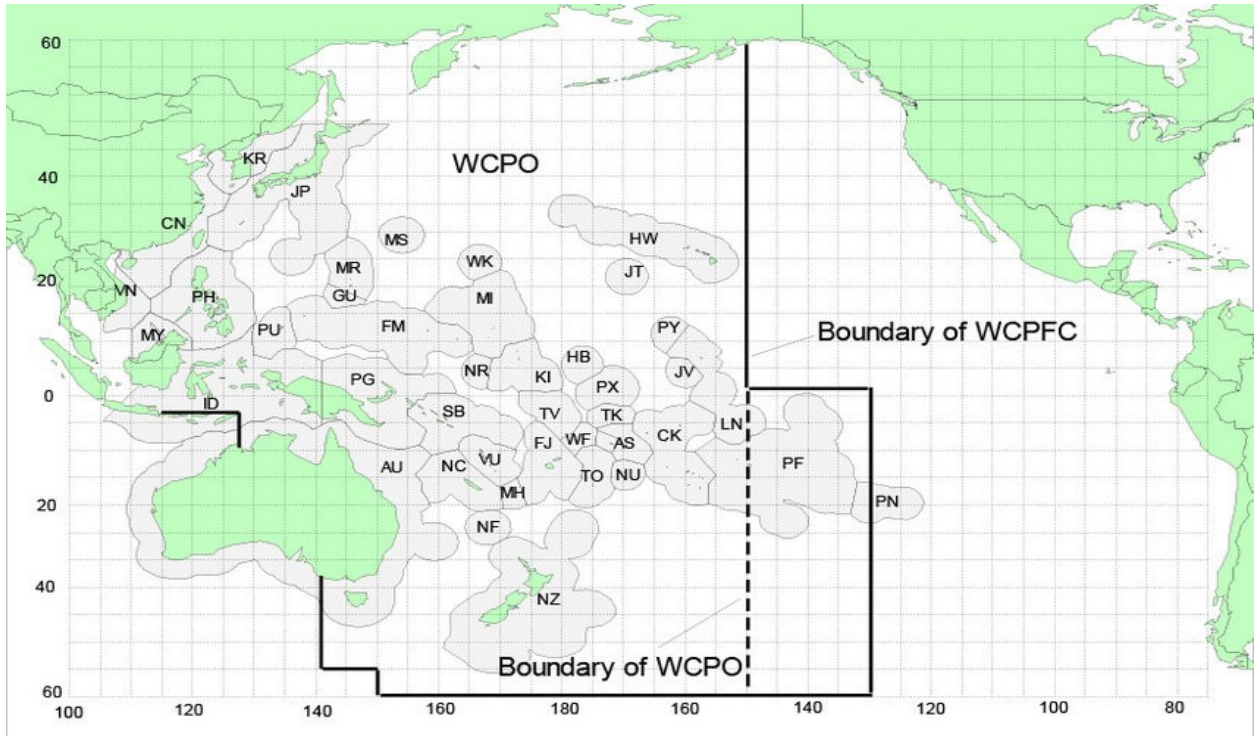 60
KR
WCPO
40
JP
CN
MS
HW
MR
WK
JT
20
VN
PH
GU
MI
MY
PU
FM
PY
Boundary of WCPFC
HB
NR
KI
JV
PG
PX
0
ID
SB
TV
TK
LN
CK
FJ
WF
AS
AU
NC
VU
PF
TO
NU
MH
PN
20
NF
40
NZ
Boundary of WCPO
60
100 120 140 160 180 160 140 120 100 80